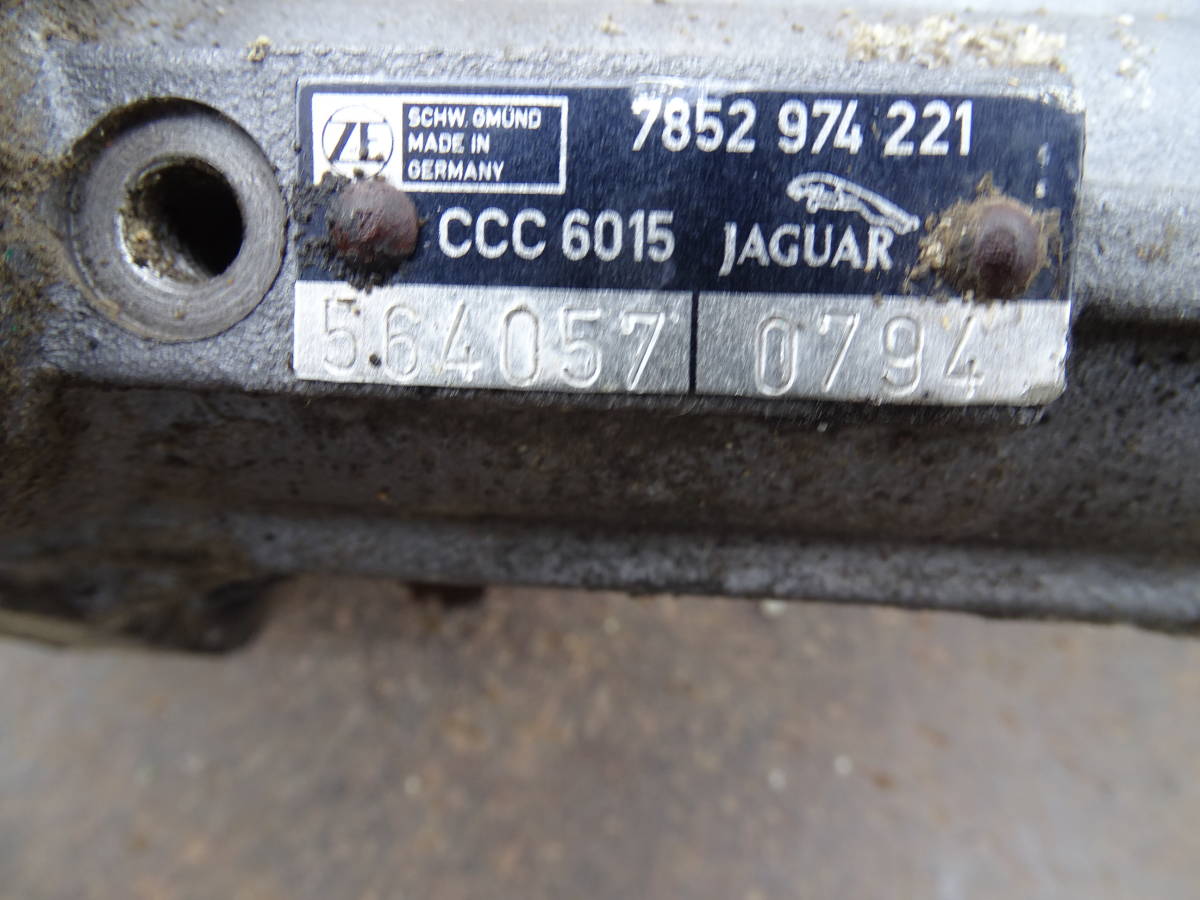 ZF
SCHW. GMÜND
MADE IN
GERMANY
7852 974 221
CCC 6015
JAGUAR
564057
0794